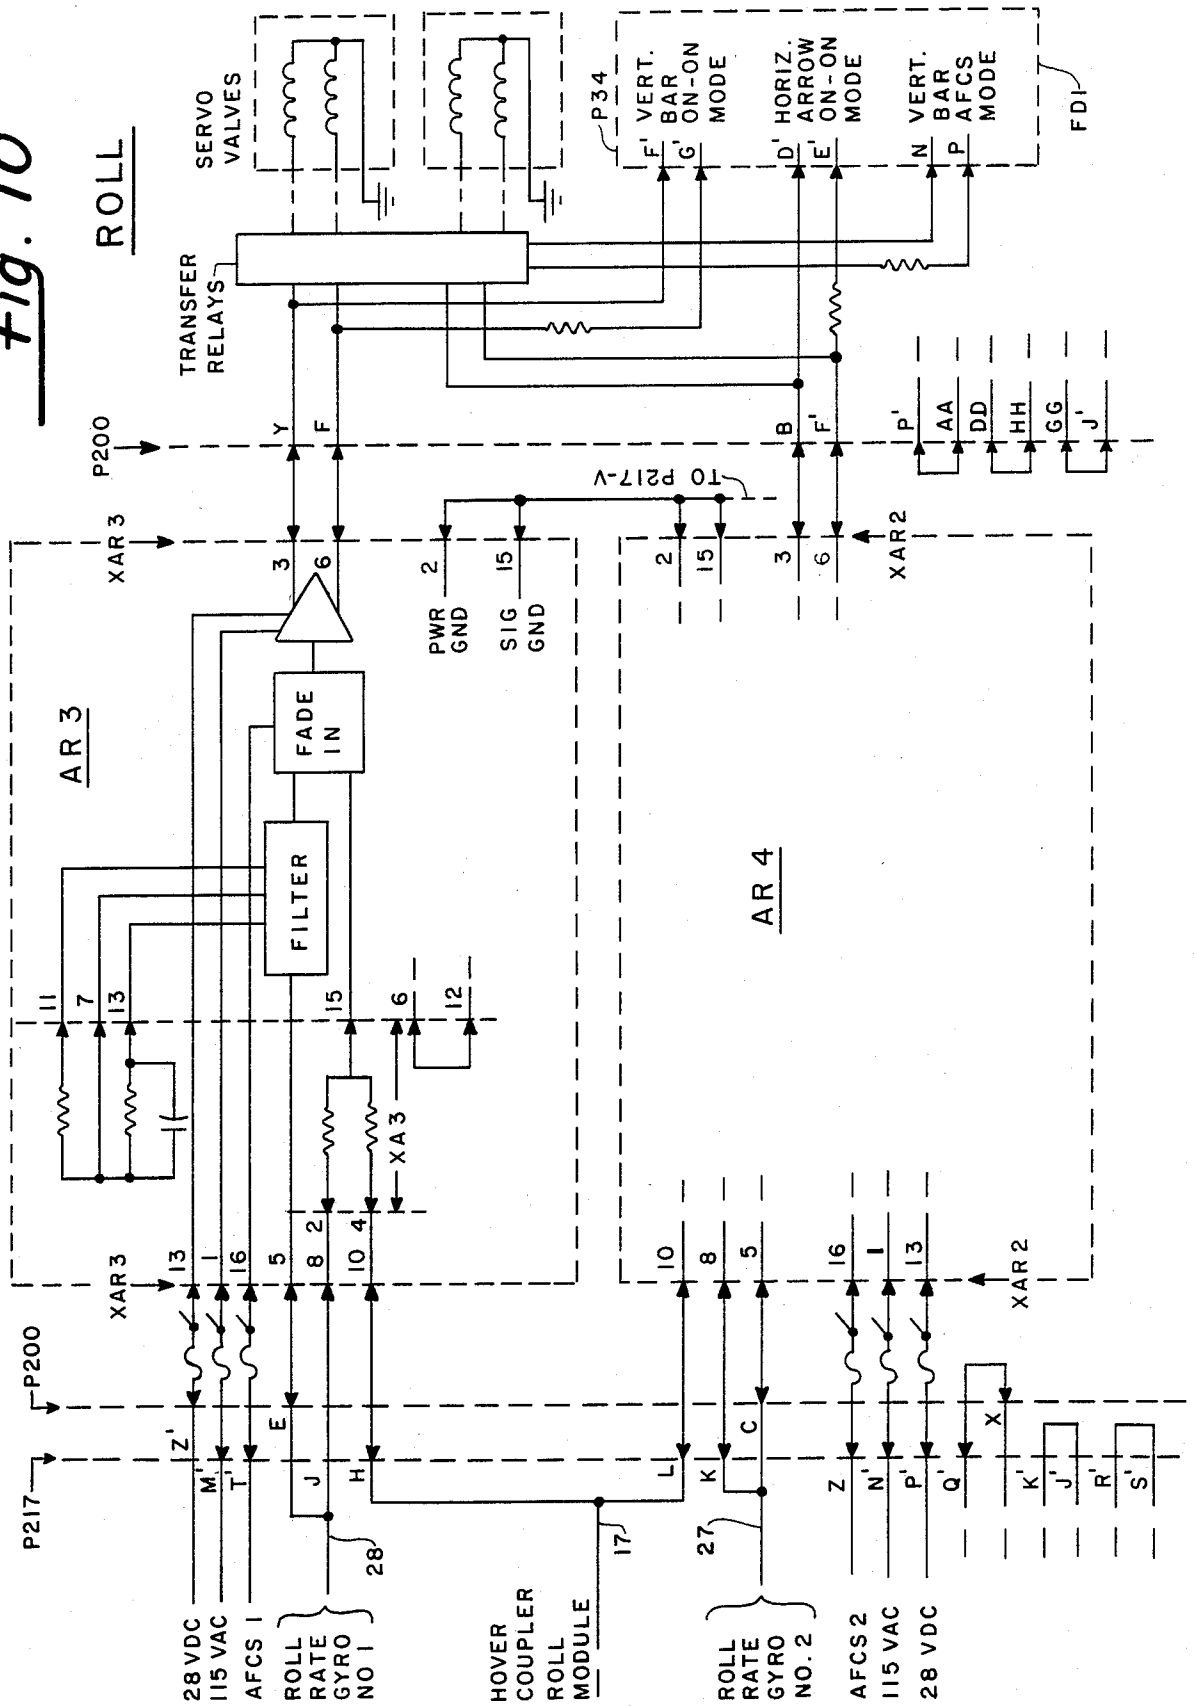 Fig. 10
ROLL
SERVO
VALVES
TRANSFER
RELAYS
P34
F' VERT.
BAR
G' ON-ON
MODE
D' HORIZ.
ARROW
E' ON-ON
MODE
N VERT.
BAR
P AFCS
MODE
FDI
P200
Y
F
B
F'
P'
AA
DD
HH
GG
J'
TO P217-V
XAR3
3
6
2
15
PWR
GND
SIG
GND
2
15
3
6
XAR2
AR 3
FADE
IN
FILTER
11
7
13
15
6
12
XA3
2
4
AR 4
XAR3
13
1
16
5
8
10
10
8
5
16
1
13
XAR2
P200
Z'
E
C
X
P217
M'
T'
J
H
L
K
Z
N'
P'
Q'
K'
J'
R'
S'
28
17
27
28 VDC
115 VAC
AFCS 1
ROLL
RATE
GYRO
NO 1
HOVER
COUPLER
ROLL
MODULE
ROLL
RATE
GYRO
NO. 2
AFCS 2
115 VAC
28 VDC